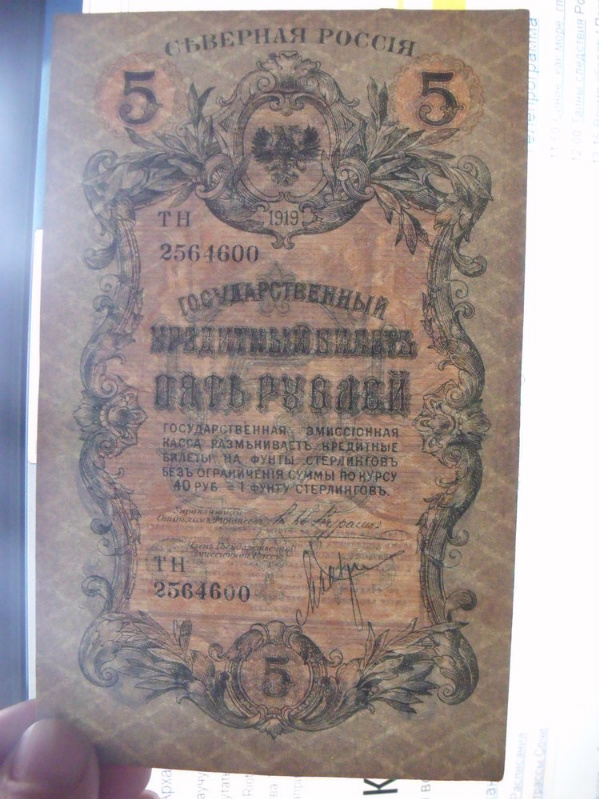 СѢВЕРНАЯ РОССІЯ
5 5
1919
ТН
2564600
ГОСУДАРСТВЕННЫЙ
КРЕДИТНЫЙ БИЛЕТЪ
ПЯТЬ РУБЛЕЙ
ГОСУДАРСТВЕННАЯ ЭМИССІОННАЯ
КАССА РАЗМѢНИВАЕТЪ КРЕДИТНЫЕ
БИЛЕТЫ НА ФУНТЫ СТЕРЛИНГОВЪ
БЕЗЪ ОГРАНИЧЕНІЯ СУММЫ ПО КУРСУ
40 РУБ = 1 ФУНТУ СТЕРЛИНГОВЪ.
Управляющій
ТН
2564600
5